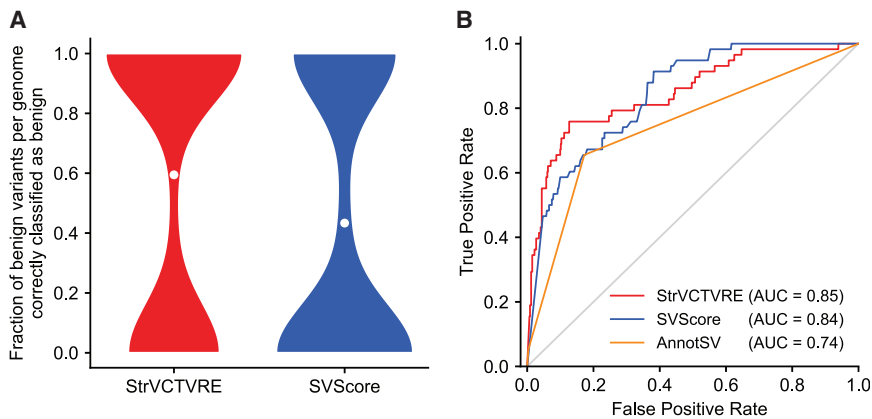 A
Fraction of benign variants per genome
correctly classified as benign
1.0
0.8
0.6
0.4
0.2
0.0
StrVCTVRE
SVScore
B
True Positive Rate
1.0
0.8
0.6
0.4
0.2
0.0
StrVCTVRE (AUC = 0.85)
SVScore (AUC = 0.84)
AnnotSV (AUC = 0.74)
0.0 0.2 0.4 0.6 0.8 1.0
False Positive Rate